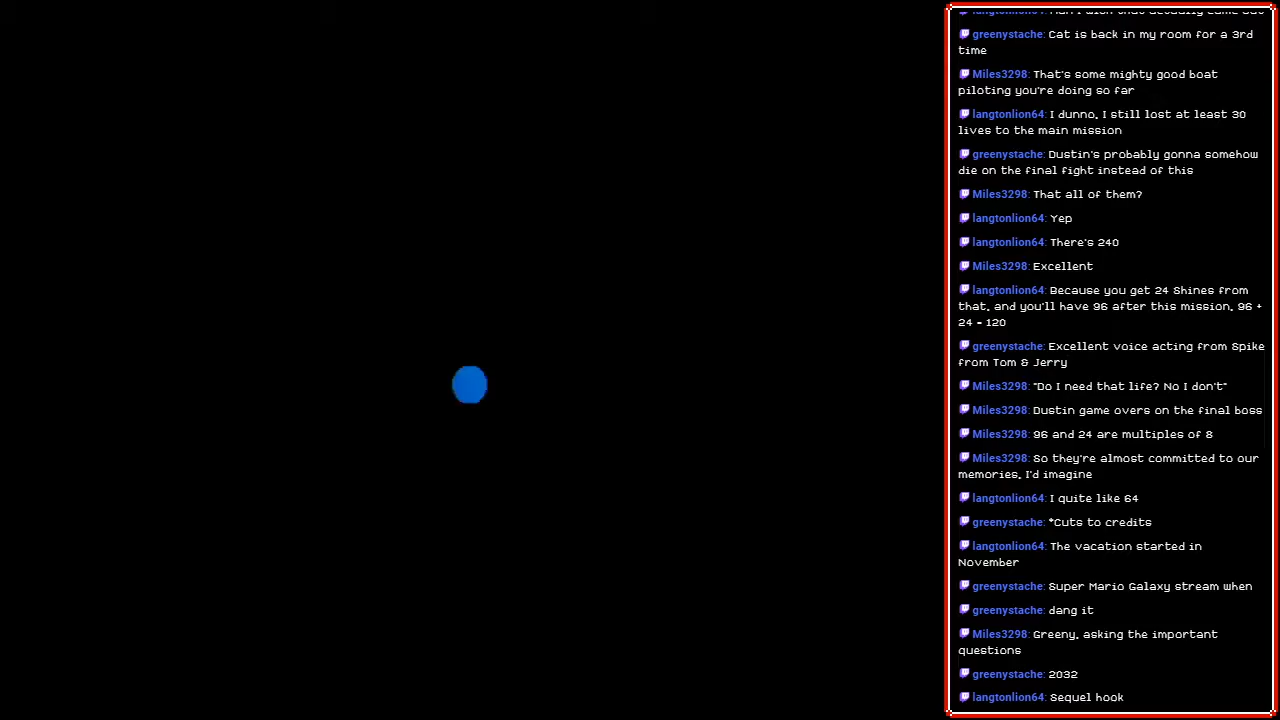 greenystache: Cat is back in my room for a 3rd
time
Miles3298: That's some mighty good boat
piloting you're doing so far
langtonlion64: I dunno, I still lost at least 30
lives to the main mission
greenystache: Dustin's probably gonna somehow
die on the final fight instead of this
Miles3298: That all of them?
langtonlion64: Yep
langtonlion64: There's 240
Miles3298: Excellent
langtonlion64: Because you get 24 Shines from
that, and you'll have 96 after this mission. 96 +
24 = 120
greenystache: Excellent voice acting from Spike
from Tom & Jerry
Miles3298: "Do I need that life? No I don't"
Miles3298: Dustin game overs on the final boss
Miles3298: 96 and 24 are multiples of 8
Miles3298: So they're almost committed to our
memories, I'd imagine
langtonlion64: I quite like 64
greenystache: *Cuts to credits
langtonlion64: The vacation started in
November
greenystache: Super Mario Galaxy stream when
greenystache: dang it
Miles3298: Greeny, asking the important
questions
greenystache: 2032
langtonlion64: Sequel hook